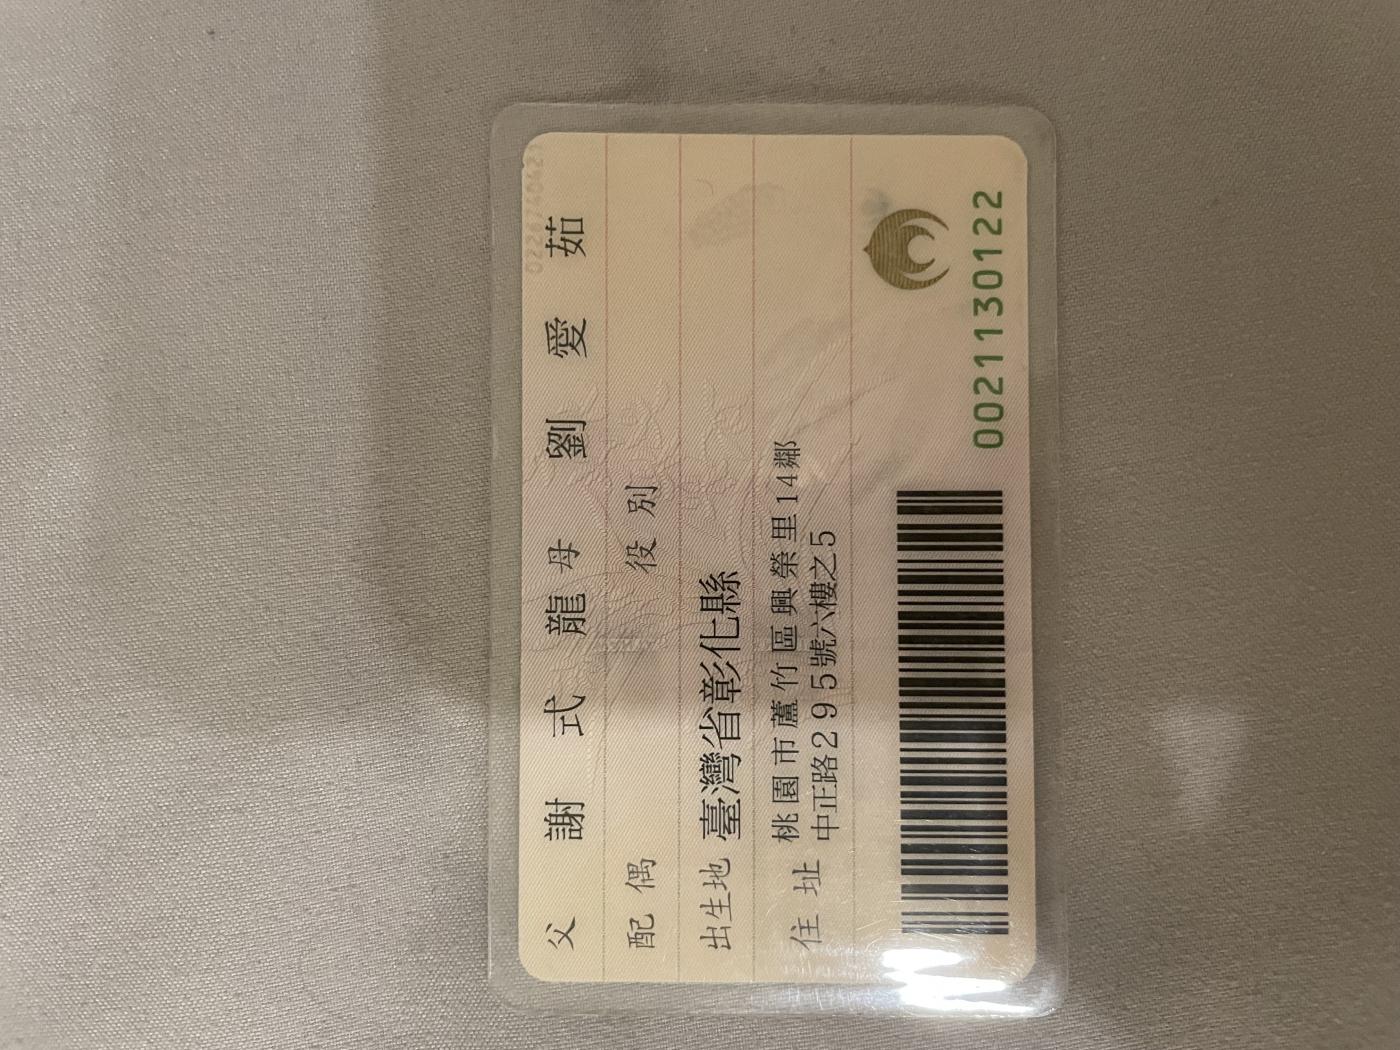 父 謝 式 龍 母 劉 愛 茹
配 偶 役 別
出生地 臺灣省彰化縣
住 址 桃園市蘆竹區興榮里14鄰
中正路295號六樓之5
0021130122